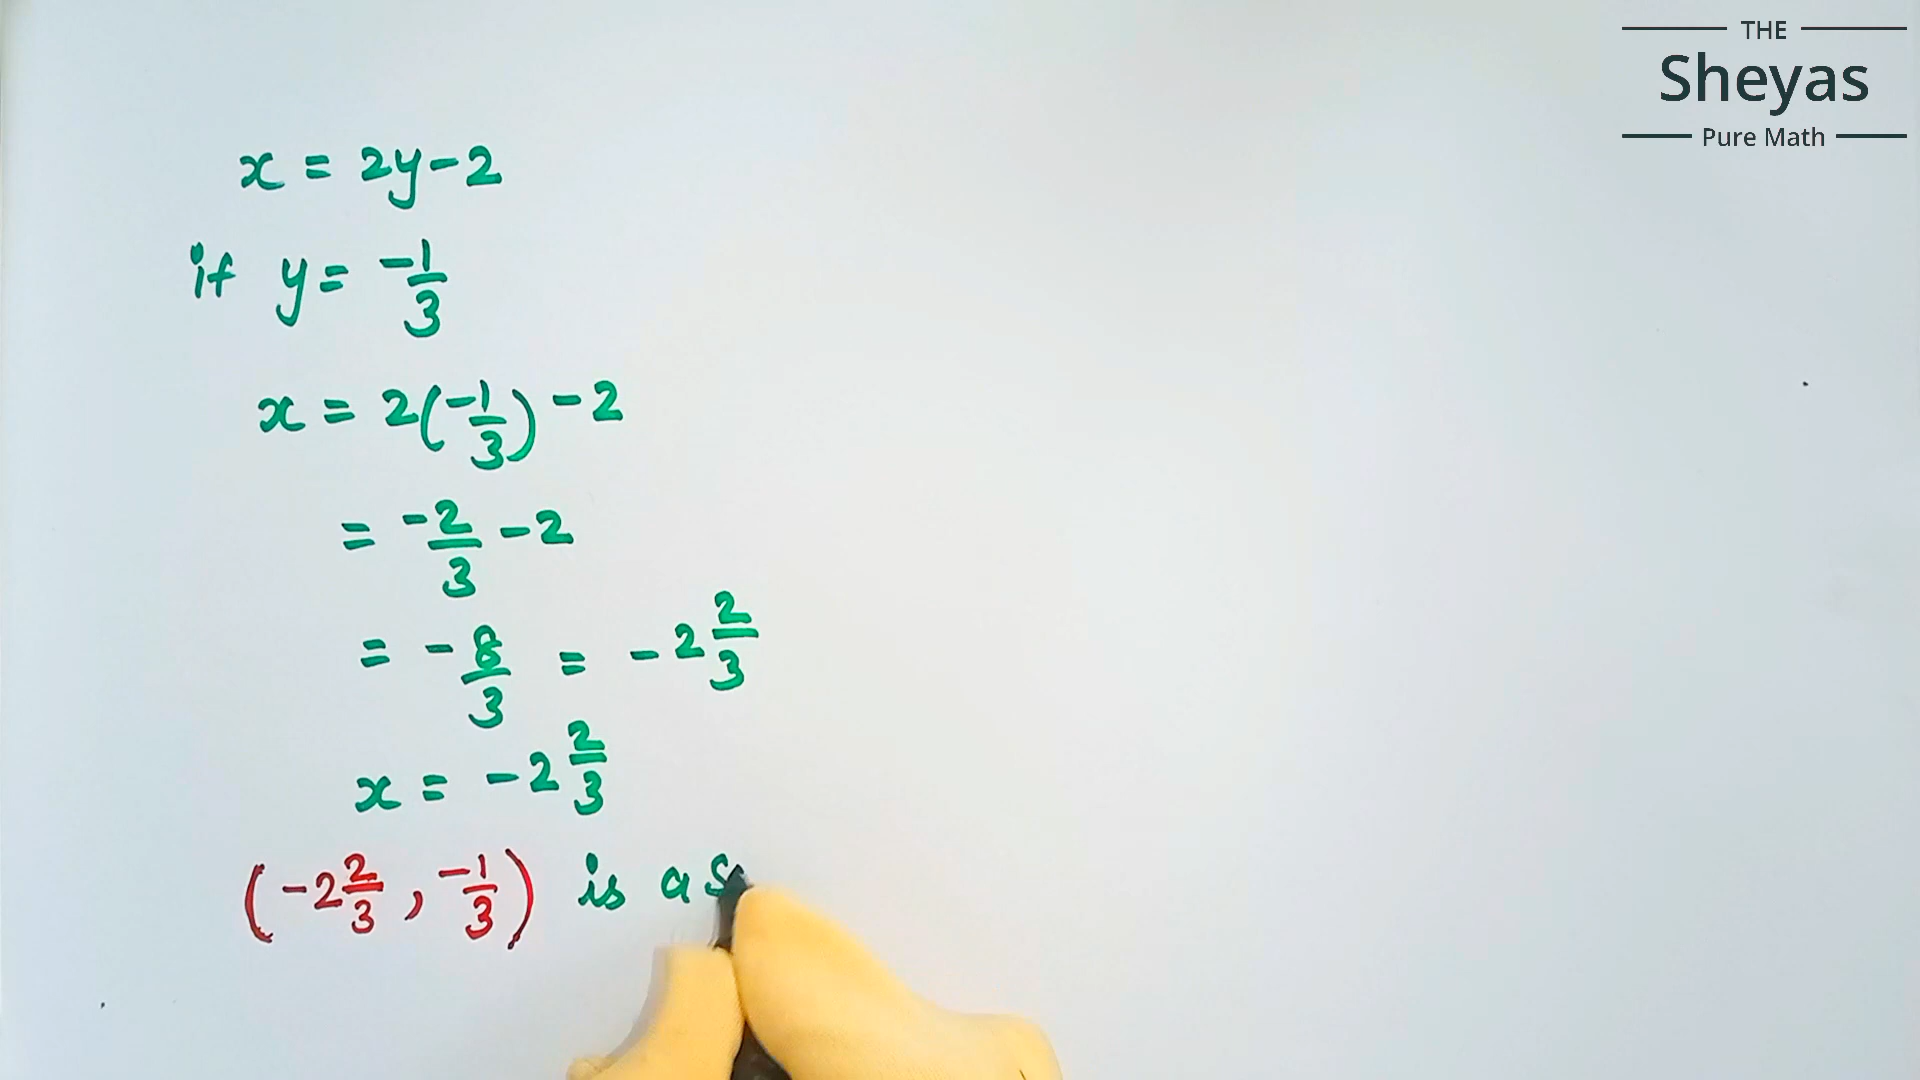 THE
Sheyas
Pure Math
x = 2y - 2
if y = -1/3
x = 2(-1/3) - 2
= -2/3 - 2
= -8/3 = -2 2/3
x = -2 2/3
(-2 2/3, -1/3) is a s